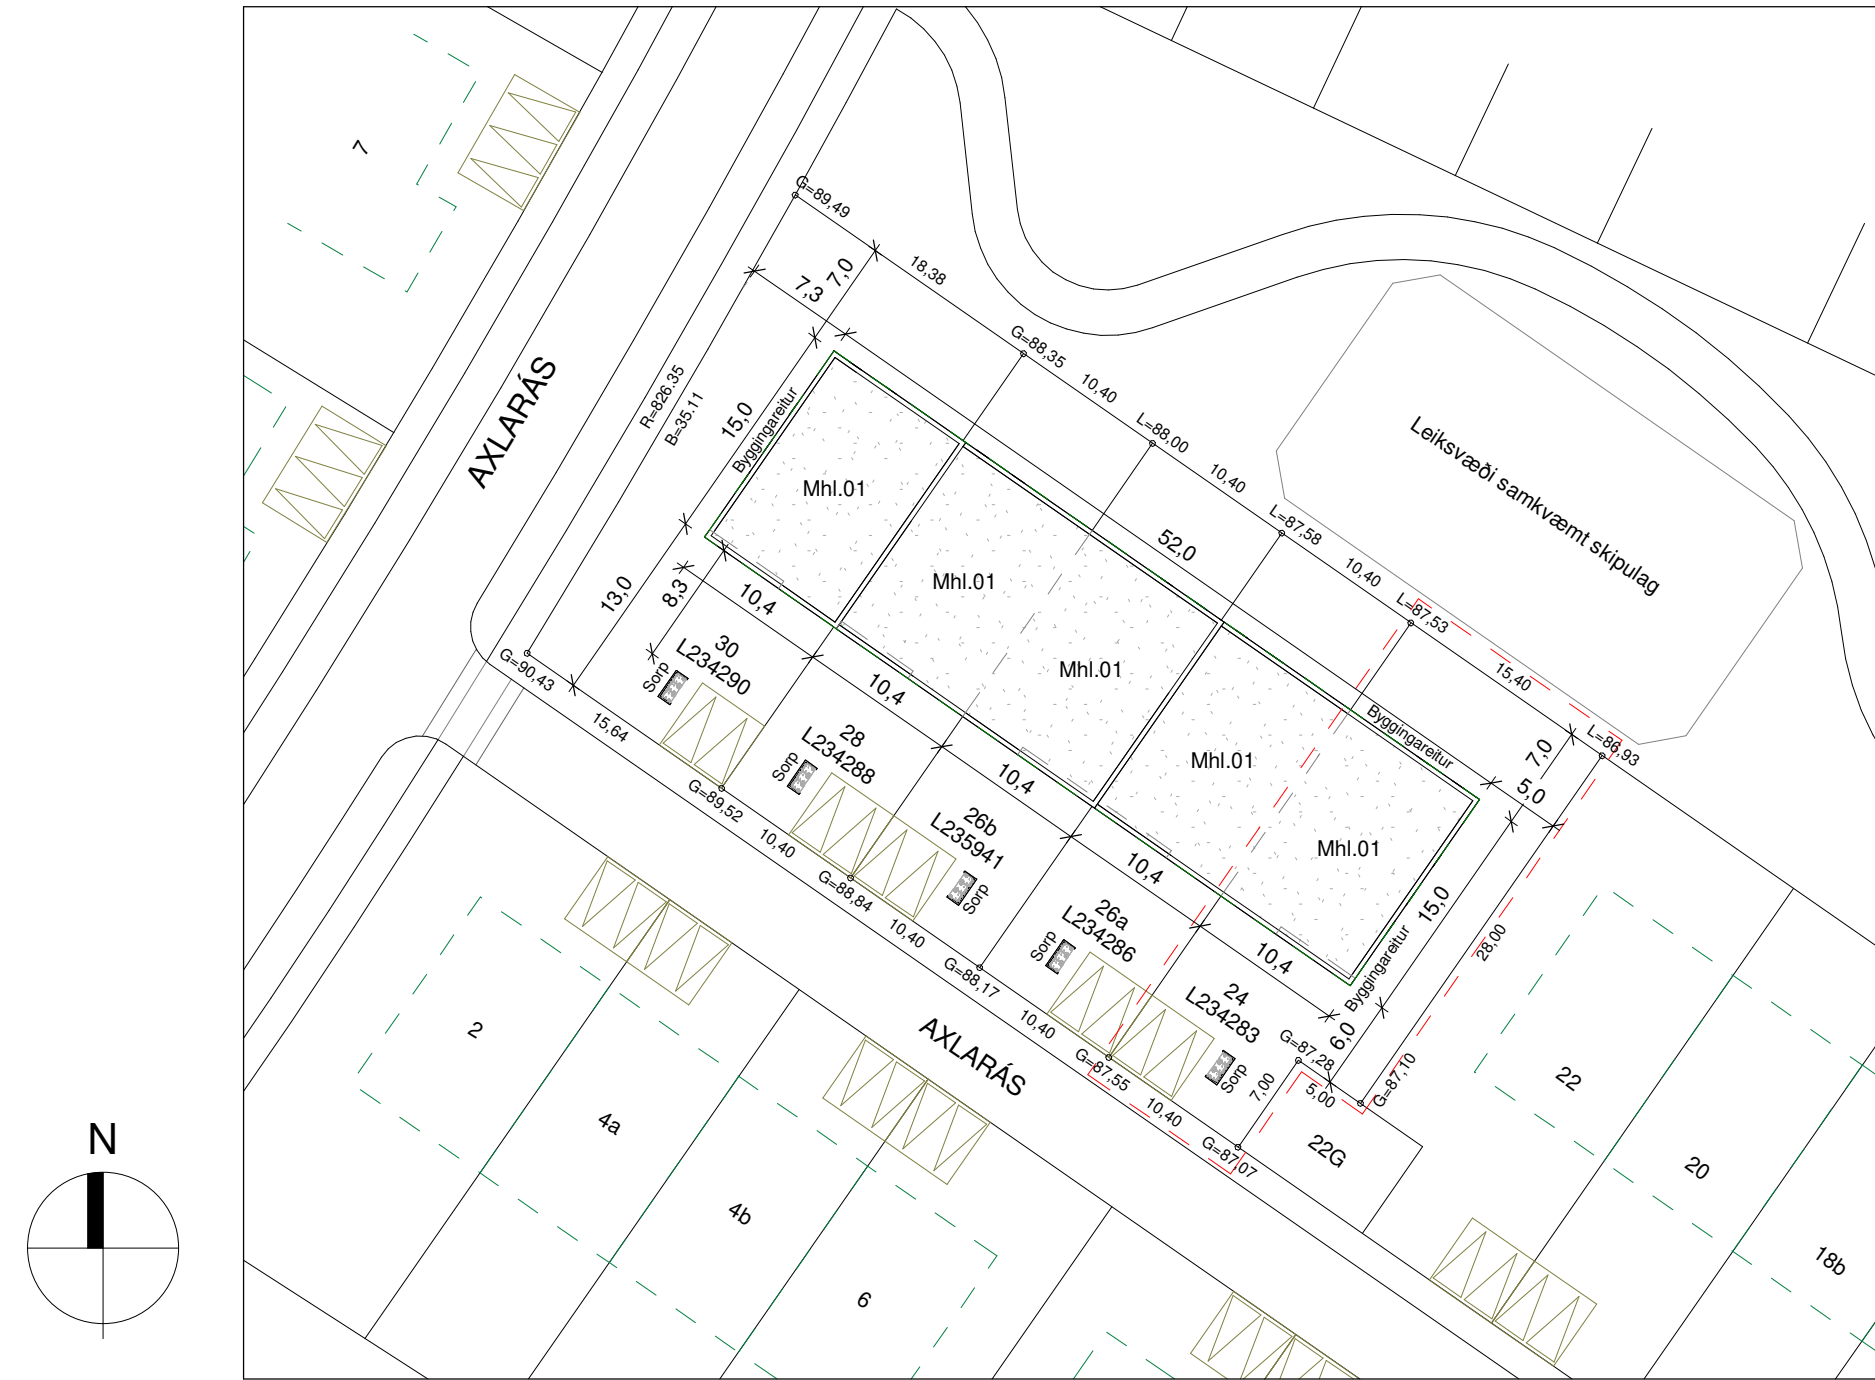 7
G=89,49
7,3
7,0
18,38
G=88,35
10,40
L=88,00
10,40
L=87,58
10,40
L=87,53
15,40
L=86,93
AXLARÁS
R=826.35
B=35.11
15,0
Byggingareitur
Mhl.01
Mhl.01
Mhl.01
Mhl.01
Mhl.01
52,0
Leiksvæði samkvæmt skipulag
Byggingareitur
7,0
5,0
13,0
8,3
10,4
10,4
10,4
10,4
10,4
15,0
Byggingareitur
28,00
6,0
30
L234290
Sorp
28
L234288
Sorp
26b
L235941
Sorp
26a
L234286
Sorp
24
L234283
Sorp
G=90,43
15,64
G=89,52
10,40
G=88,84
10,40
G=88,17
10,40
G=87,55
10,40
G=87,07
7,00
G=87,28
5,00
G=87,10
22G
AXLARÁS
2
4a
4b
6
22
20
18b
N